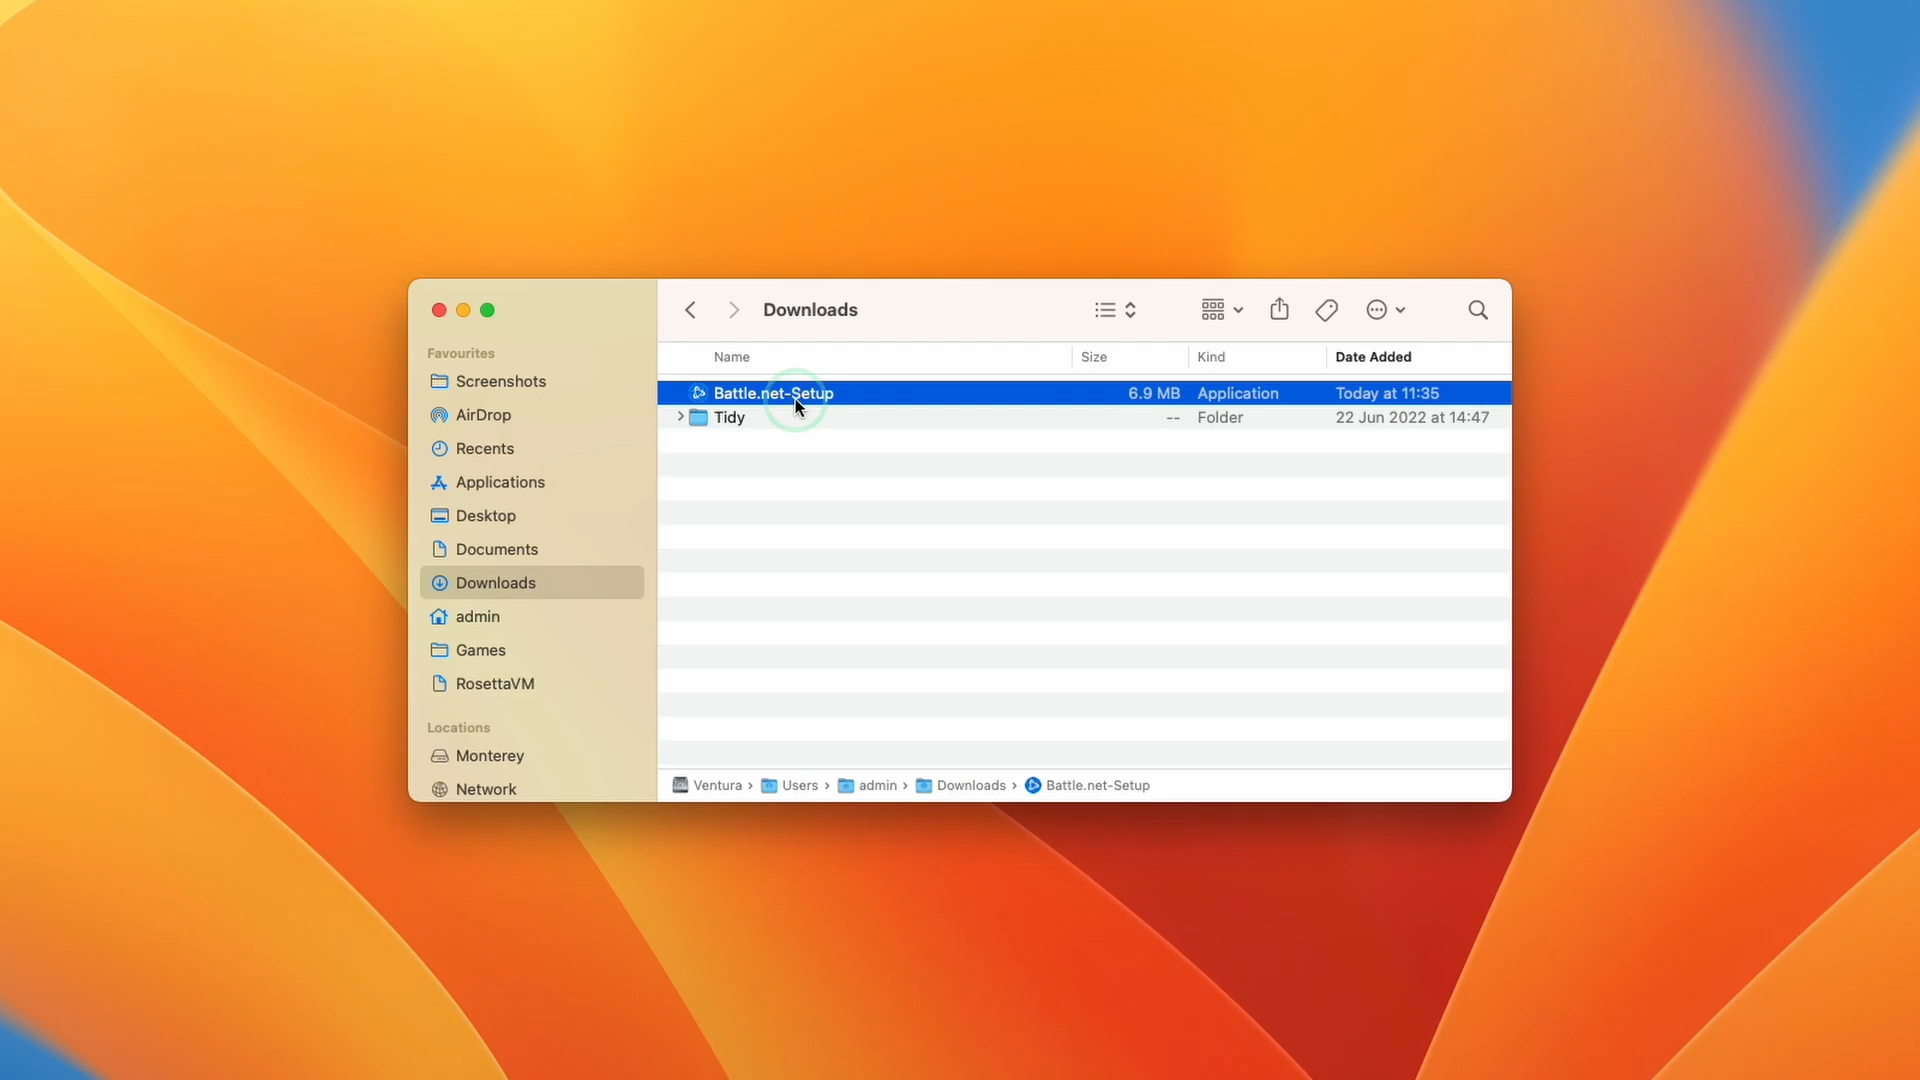 Downloads
Favourites
Screenshots
AirDrop
Recents
Applications
Desktop
Documents
Downloads
admin
Games
RosettaVM
Locations
Monterey
Network
Name Size Kind Date Added
Battle.net-Setup 6.9 MB Application Today at 11:35
Tidy -- Folder 22 Jun 2022 at 14:47
Ventura › Users › admin › Downloads › Battle.net-Setup